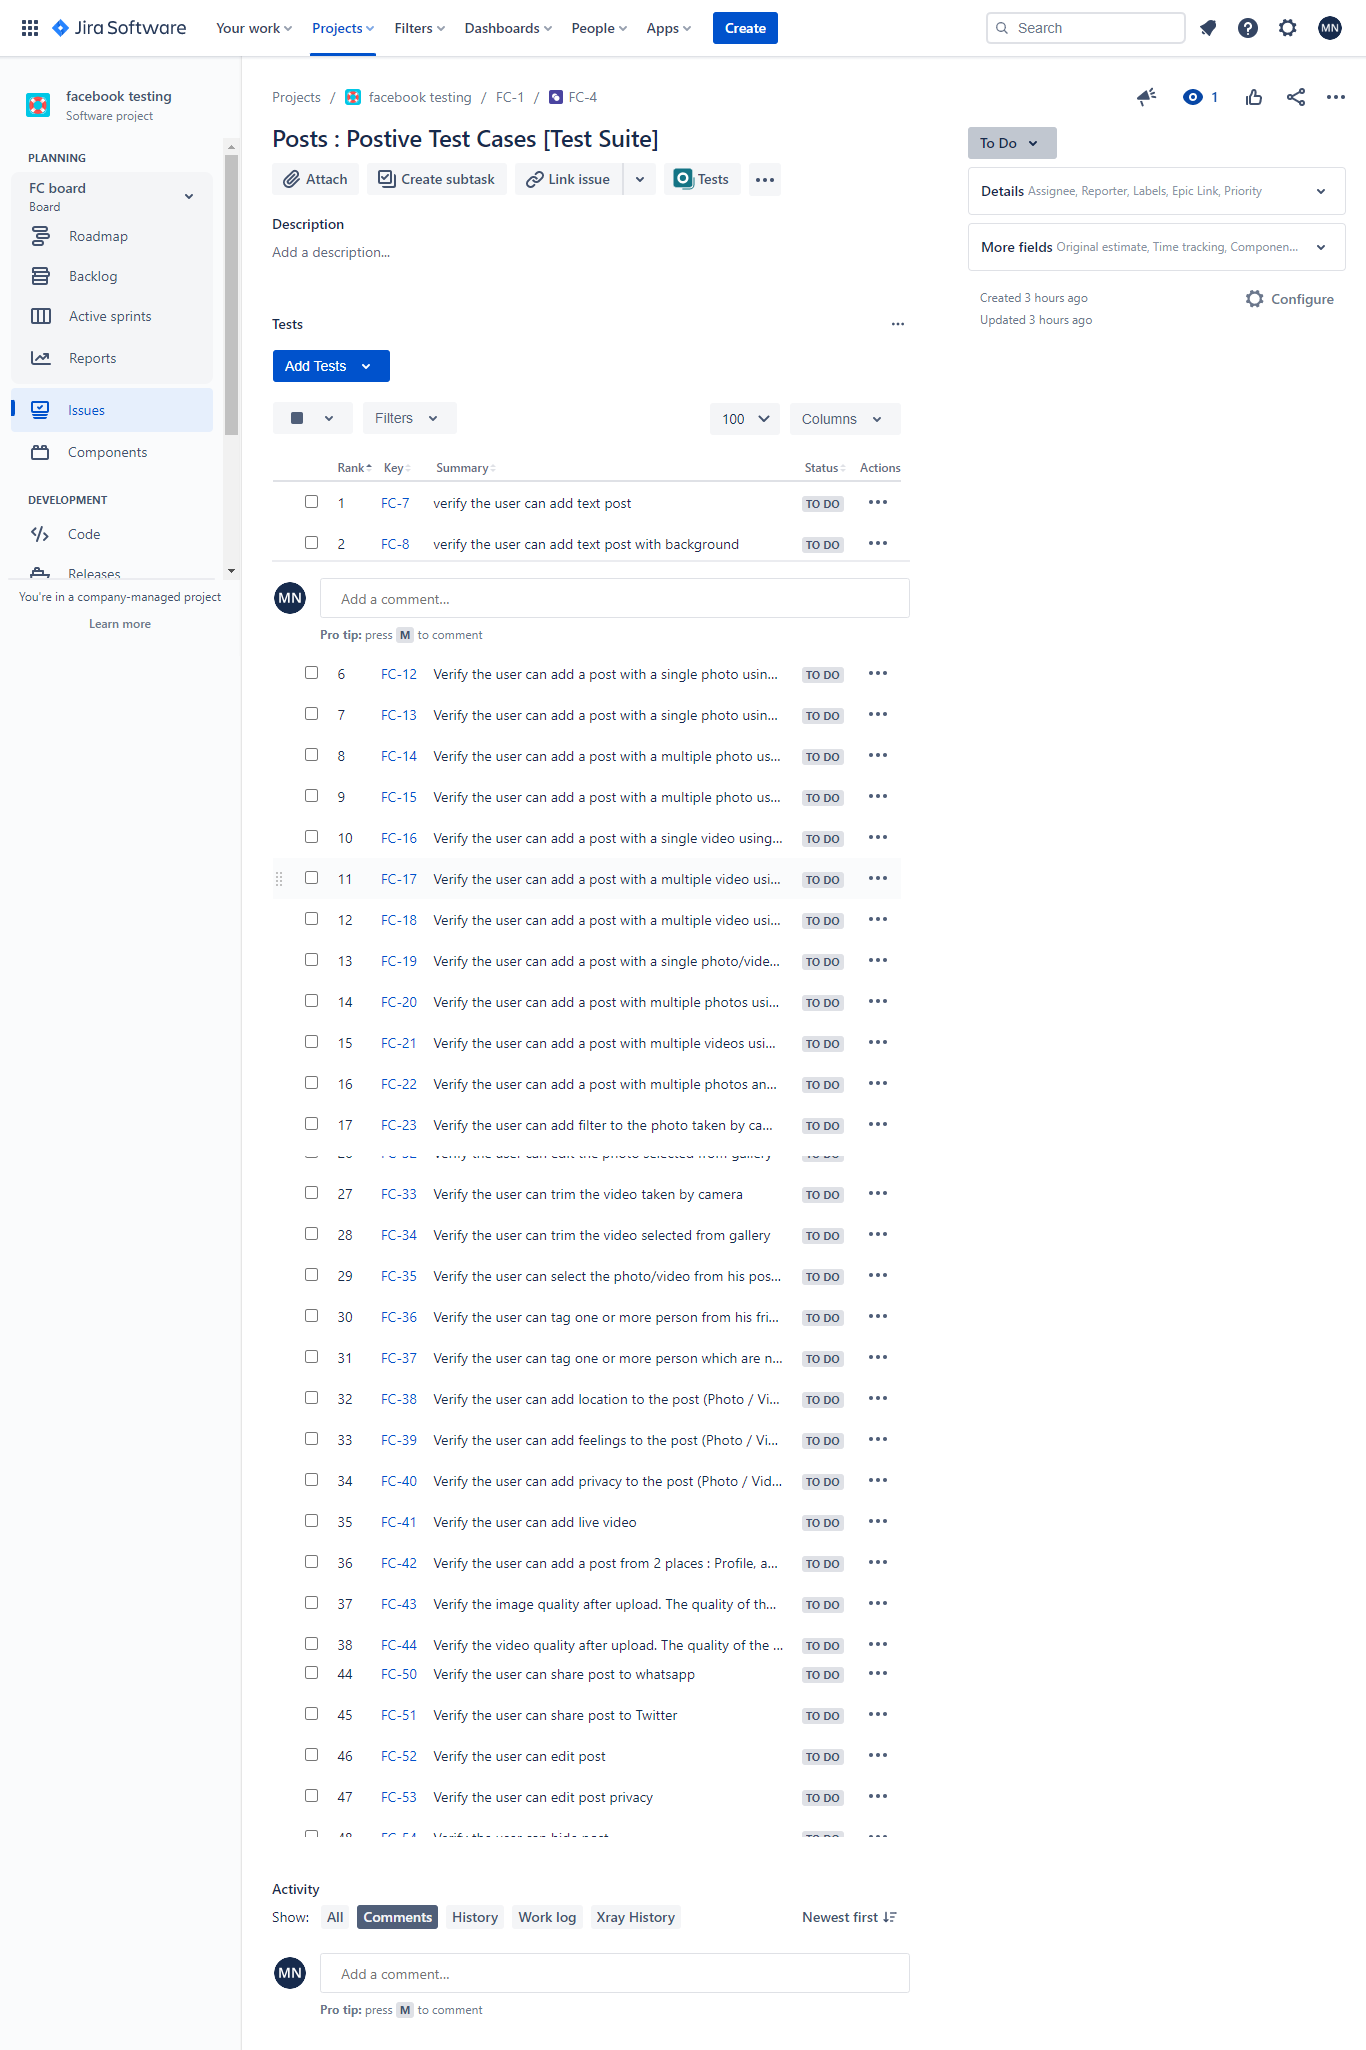 Jira Software Your work Projects Filters Dashboards People Apps Create Search MN
facebook testing
Software project
PLANNING
FC board
Board
Roadmap
Backlog
Active sprints
Reports
Issues
Components
DEVELOPMENT
Code
Releases
You're in a company-managed project
Learn more
Projects / facebook testing / FC-1 / FC-4
1
Posts : Postive Test Cases [Test Suite]
Attach Create subtask Link issue Tests
Description
Add a description...
To Do
Details Assignee, Reporter, Labels, Epic Link, Priority
More fields Original estimate, Time tracking, Componen...
Created 3 hours ago
Updated 3 hours ago
Configure
Tests
Add Tests
Filters 100 Columns
Rank Key Summary Status Actions
1 FC-7 verify the user can add text post TO DO
2 FC-8 verify the user can add text post with background TO DO
MN Add a comment...
Pro tip: press M to comment
6 FC-12 Verify the user can add a post with a single photo usin... TO DO
7 FC-13 Verify the user can add a post with a single photo usin... TO DO
8 FC-14 Verify the user can add a post with a multiple photo us... TO DO
9 FC-15 Verify the user can add a post with a multiple photo us... TO DO
10 FC-16 Verify the user can add a post with a single video using... TO DO
11 FC-17 Verify the user can add a post with a multiple video usi... TO DO
12 FC-18 Verify the user can add a post with a multiple video usi... TO DO
13 FC-19 Verify the user can add a post with a single photo/vide... TO DO
14 FC-20 Verify the user can add a post with multiple photos usi... TO DO
15 FC-21 Verify the user can add a post with multiple videos usi... TO DO
16 FC-22 Verify the user can add a post with multiple photos an... TO DO
17 FC-23 Verify the user can add filter to the photo taken by ca... TO DO
Verify the user can edit the photo selected from gallery
27 FC-33 Verify the user can trim the video taken by camera TO DO
28 FC-34 Verify the user can trim the video selected from gallery TO DO
29 FC-35 Verify the user can select the photo/video from his pos... TO DO
30 FC-36 Verify the user can tag one or more person from his fri... TO DO
31 FC-37 Verify the user can tag one or more person which are n... TO DO
32 FC-38 Verify the user can add location to the post (Photo / Vi... TO DO
33 FC-39 Verify the user can add feelings to the post (Photo / Vi... TO DO
34 FC-40 Verify the user can add privacy to the post (Photo / Vid... TO DO
35 FC-41 Verify the user can add live video TO DO
36 FC-42 Verify the user can add a post from 2 places : Profile, a... TO DO
37 FC-43 Verify the image quality after upload. The quality of th... TO DO
38 FC-44 Verify the video quality after upload. The quality of the ... TO DO
44 FC-50 Verify the user can share post to whatsapp TO DO
45 FC-51 Verify the user can share post to Twitter TO DO
46 FC-52 Verify the user can edit post TO DO
47 FC-53 Verify the user can edit post privacy TO DO
48 FC-54 Verify the user can hide post
Activity
Show: All Comments History Work log Xray History Newest first
MN Add a comment...
Pro tip: press M to comment